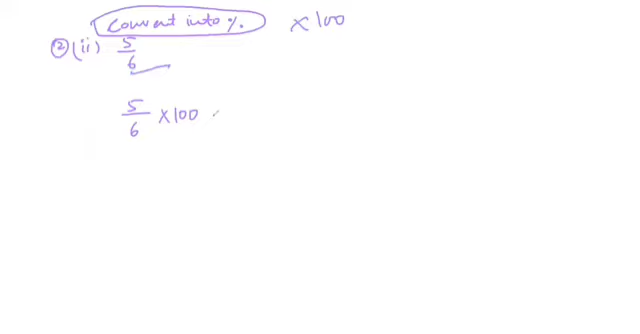 Convert into %. × 100
② (ii) 5/6
5/6 × 100